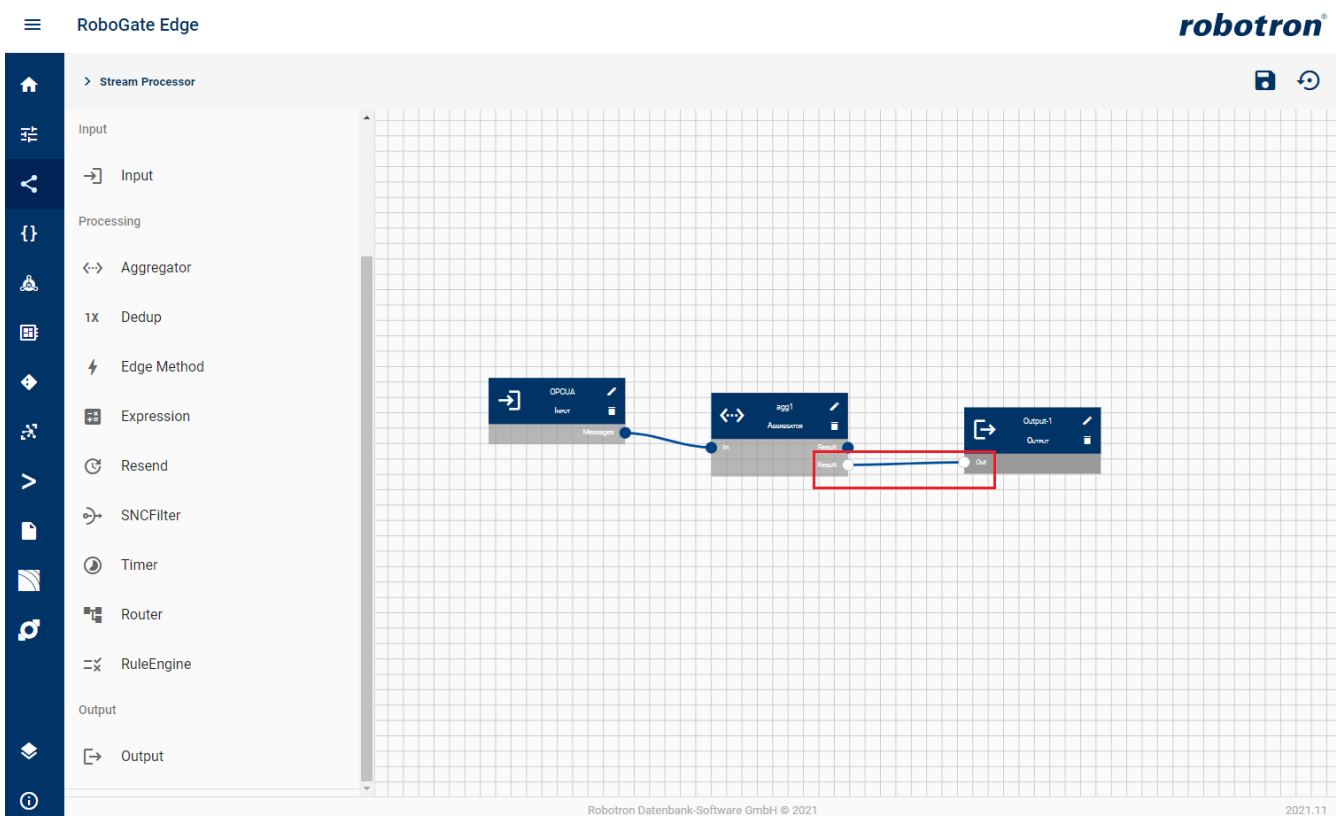 RoboGate Edge
robotron®
Stream Processor
Input
Input
Processing
Aggregator
1X Dedup
Edge Method
Expression
Resend
SNCFilter
Timer
Router
RuleEngine
Output
Output
OPCUA
Input
Messages
agg1
Aggregator
In
Result
Result
Output-1
Output
Out
Robotron Datenbank-Software GmbH © 2021
2021.11